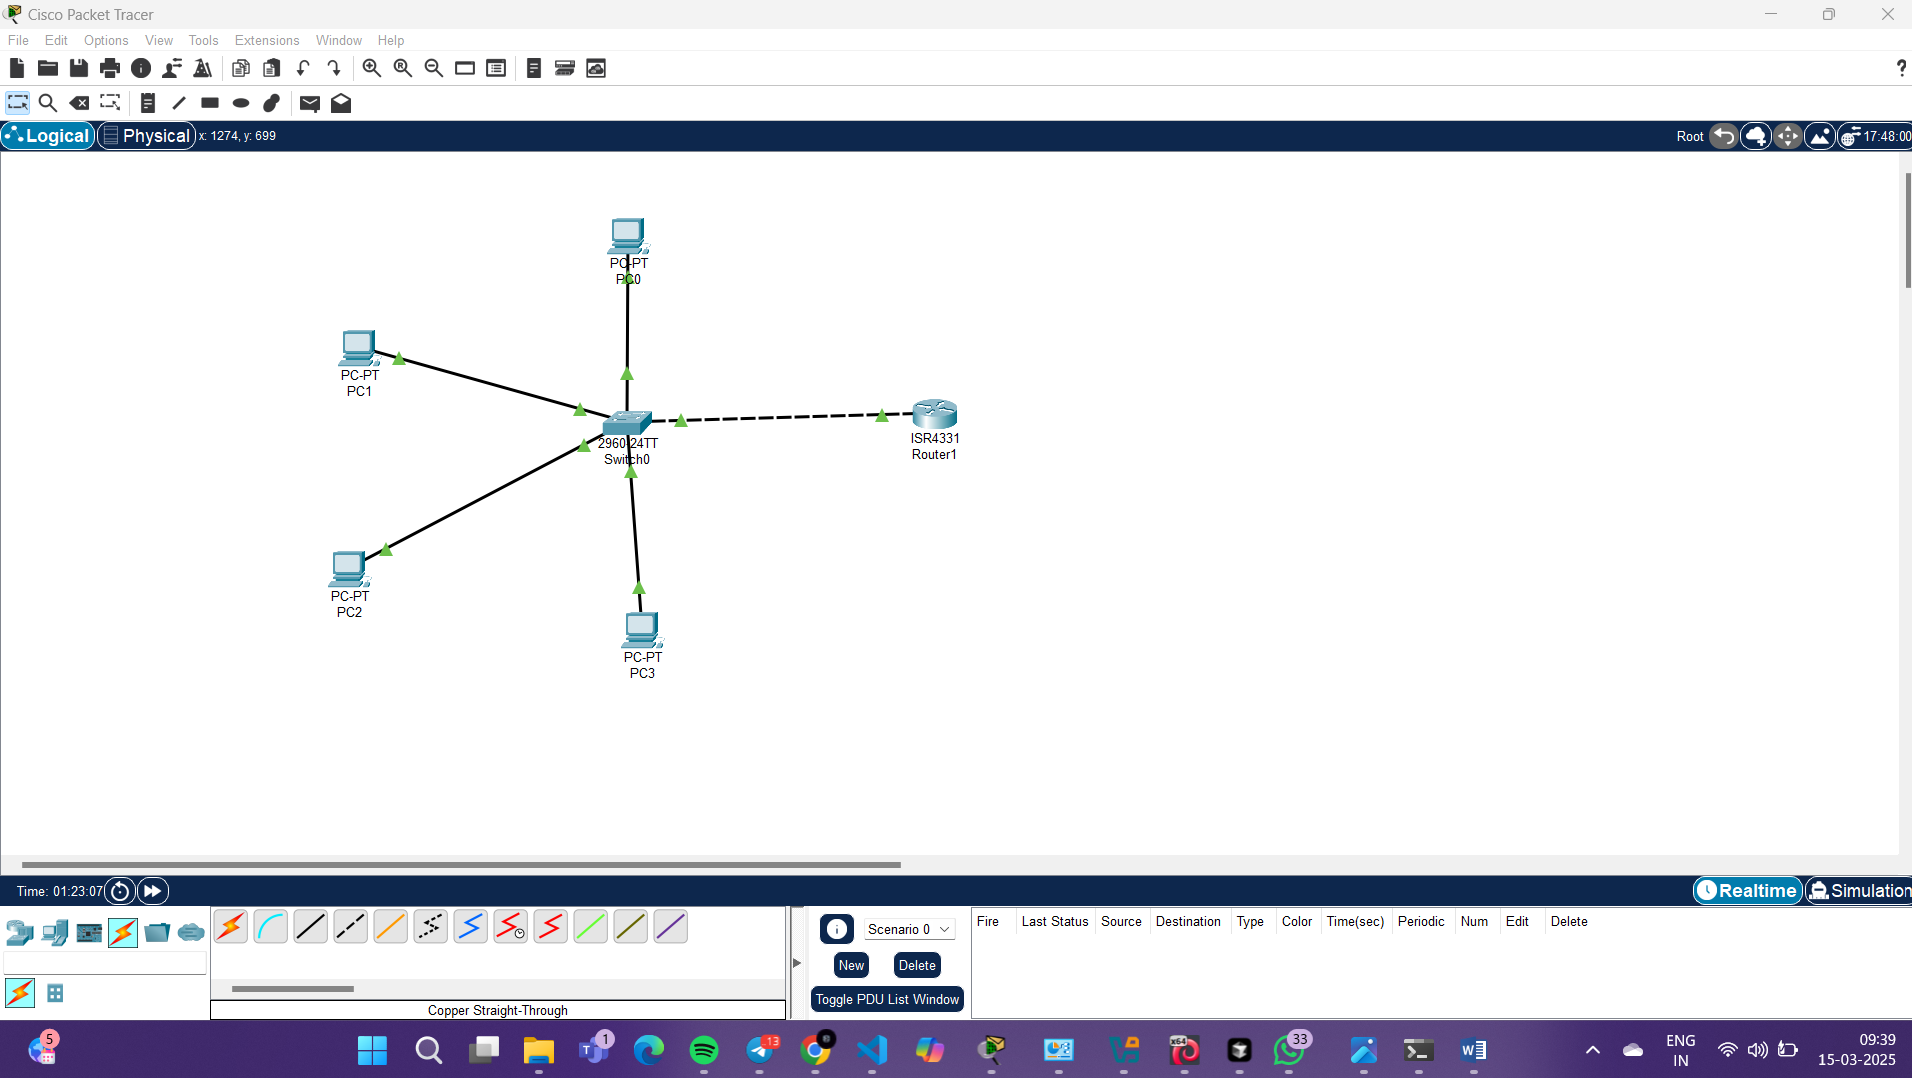 Cisco Packet Tracer
File Edit Options View Tools Extensions Window Help
?
Logical Physical x: 1274, y: 699 Root 17:48:00
PC-PT
PC0
PC-PT
PC1
2960-24TT
Switch0
ISR4331
Router1
PC-PT
PC2
PC-PT
PC3
Time: 01:23:07 Realtime Simulation
Scenario 0
New Delete
Toggle PDU List Window
Fire Last Status Source Destination Type Color Time(sec) Periodic Num Edit Delete
Copper Straight-Through
5
1
13
x64
33
ENG
IN
09:39
15-03-2025